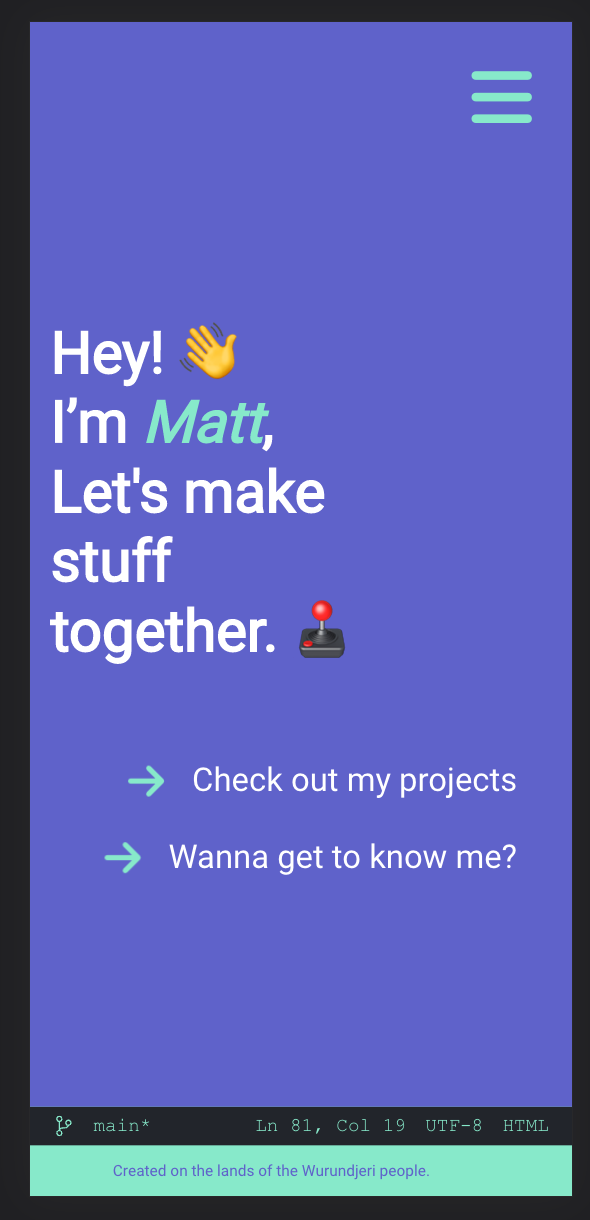 Hey! 👋
I’m Matt,
Let's make
stuff
together. 🕹️
Check out my projects
Wanna get to know me?
main* Ln 81, Col 19 UTF-8 HTML
Created on the lands of the Wurundjeri people.